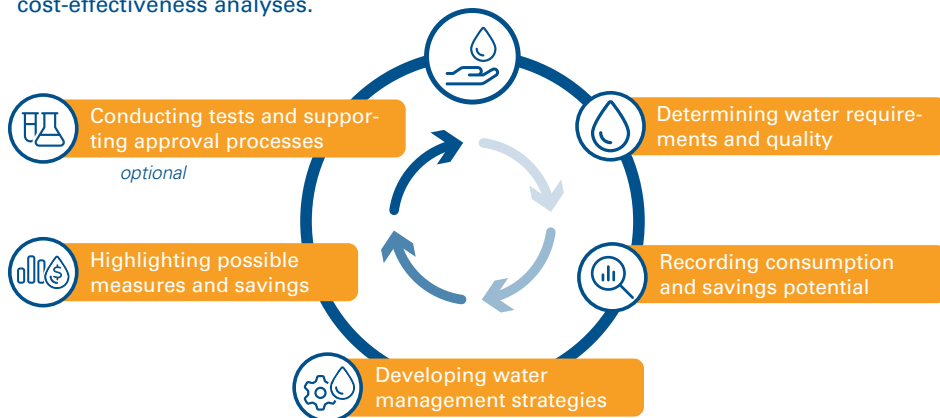 cost-effectiveness analyses.
Conducting tests and suppor-
ting approval processes
optional
Determining water require-
ments and quality
Highlighting possible
measures and savings
Recording consumption
and savings potential
Developing water
management strategies